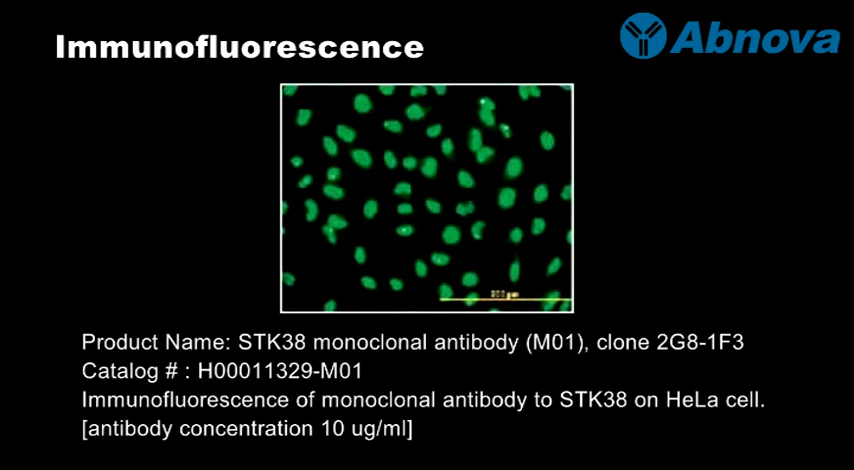 Immunofluorescence
Abnova
Product Name: STK38 monoclonal antibody (M01), clone 2G8-1F3
Catalog # : H00011329-M01
Immunofluorescence of monoclonal antibody to STK38 on HeLa cell.
[antibody concentration 10 ug/ml]